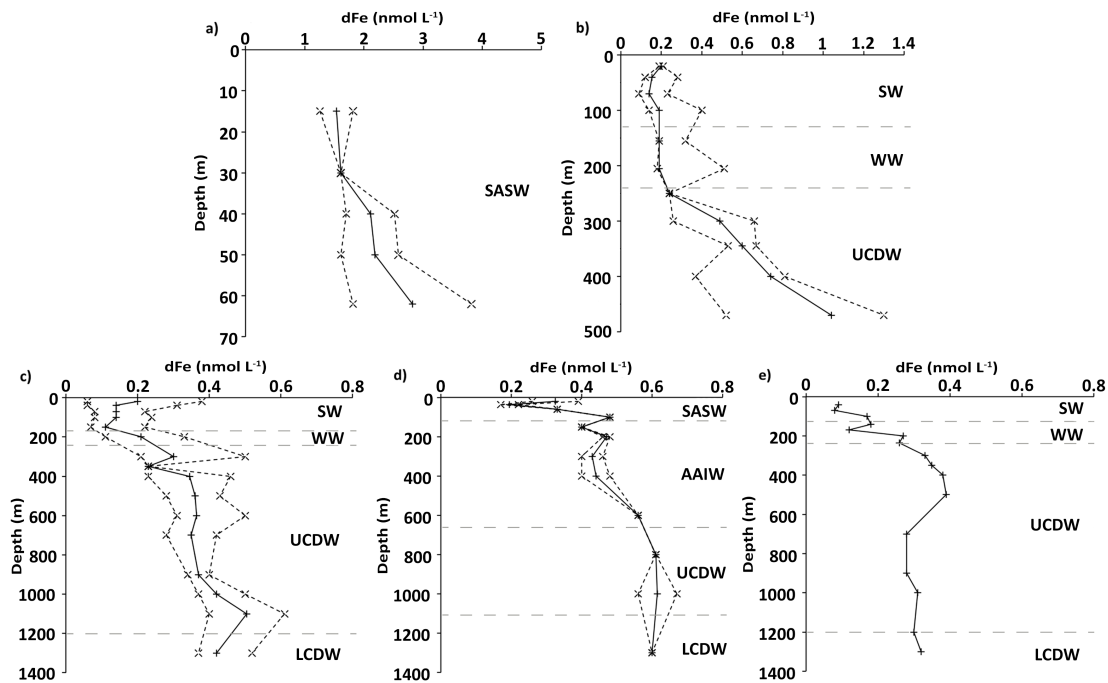 a)
dFe (nmol L⁻¹)
0 1 2 3 4 5
0
10
20
30
40
50
60
70
Depth (m)
SASW
b)
dFe (nmol L⁻¹)
0 0.2 0.4 0.6 0.8 1 1.2 1.4
0
100
200
300
400
500
Depth (m)
SW
WW
UCDW
c)
dFe (nmol L⁻¹)
0 0.2 0.4 0.6 0.8
0
200
400
600
800
1000
1200
1400
Depth (m)
SW
WW
UCDW
LCDW
d)
dFe (nmol L⁻¹)
0 0.2 0.4 0.6 0.8
0
200
400
600
800
1000
1200
1400
Depth (m)
SASW
AAIW
UCDW
LCDW
e)
dFe (nmol L⁻¹)
0 0.2 0.4 0.6 0.8
0
200
400
600
800
1000
1200
1400
Depth (m)
SW
WW
UCDW
LCDW